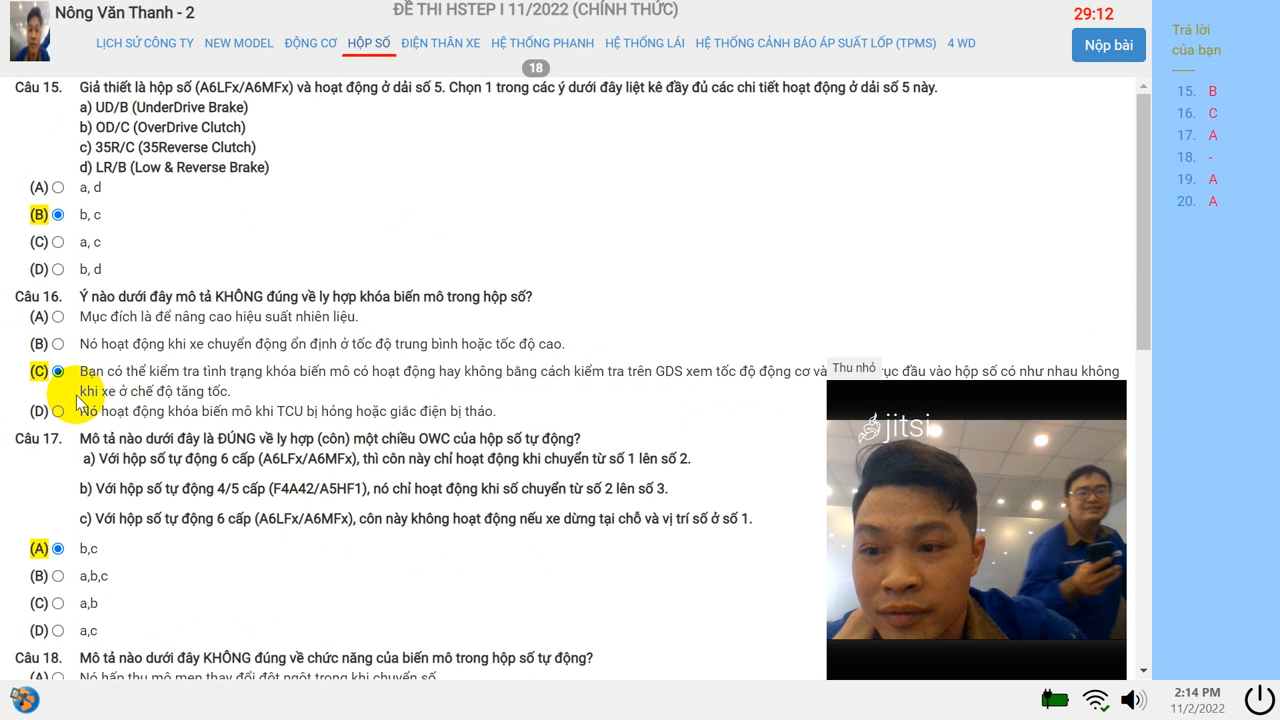 Nông Văn Thanh - 2
ĐỀ THI HSTEP I 11/2022 (CHÍNH THỨC)
29:12
LỊCH SỬ CÔNG TY NEW MODEL ĐỘNG CƠ HỘP SỐ ĐIỆN THÂN XE HỆ THỐNG PHANH HỆ THỐNG LÁI HỆ THỐNG CẢNH BÁO ÁP SUẤT LỐP (TPMS) 4 WD
Nộp bài
18
Câu 15. Giả thiết là hộp số (A6LFx/A6MFx) và hoạt động ở dải số 5. Chọn 1 trong các ý dưới đây liệt kê đầy đủ các chi tiết hoạt động ở dải số 5 này.
a) UD/B (UnderDrive Brake)
b) OD/C (OverDrive Clutch)
c) 35R/C (35Reverse Clutch)
d) LR/B (Low & Reverse Brake)
(A) a, d
(B) b, c
(C) a, c
(D) b, d
Câu 16. Ý nào dưới đây mô tả KHÔNG đúng về ly hợp khóa biến mô trong hộp số?
(A) Mục đích là để nâng cao hiệu suất nhiên liệu.
(B) Nó hoạt động khi xe chuyển động ổn định ở tốc độ trung bình hoặc tốc độ cao.
(C) Bạn có thể kiểm tra tình trạng khóa biến mô có hoạt động hay không bằng cách kiểm tra trên GDS xem tốc độ động cơ và ục đầu vào hộp số có như nhau không
khi xe ở chế độ tăng tốc.
(D) Nó hoạt động khóa biến mô khi TCU bị hỏng hoặc giắc điện bị tháo.
Câu 17. Mô tả nào dưới đây là ĐÚNG về ly hợp (côn) một chiều OWC của hộp số tự động?
a) Với hộp số tự động 6 cấp (A6LFx/A6MFx), thì côn này chỉ hoạt động khi chuyển từ số 1 lên số 2.
b) Với hộp số tự động 4/5 cấp (F4A42/A5HF1), nó chỉ hoạt động khi số chuyển từ số 2 lên số 3.
c) Với hộp số tự động 6 cấp (A6LFx/A6MFx), côn này không hoạt động nếu xe dừng tại chỗ và vị trí số ở số 1.
(A) b,c
(B) a,b,c
(C) a,b
(D) a,c
Câu 18. Mô tả nào dưới đây KHÔNG đúng về chức năng của biến mô trong hộp số tự động?
(A) Nó hấp thụ mô men thay đổi đột ngột trong khi chuyển số.
Thu nhỏ
jitsi
Trả lời
của bạn
------
15. B
16. C
17. A
18. -
19. A
20. A
2:14 PM
11/2/2022